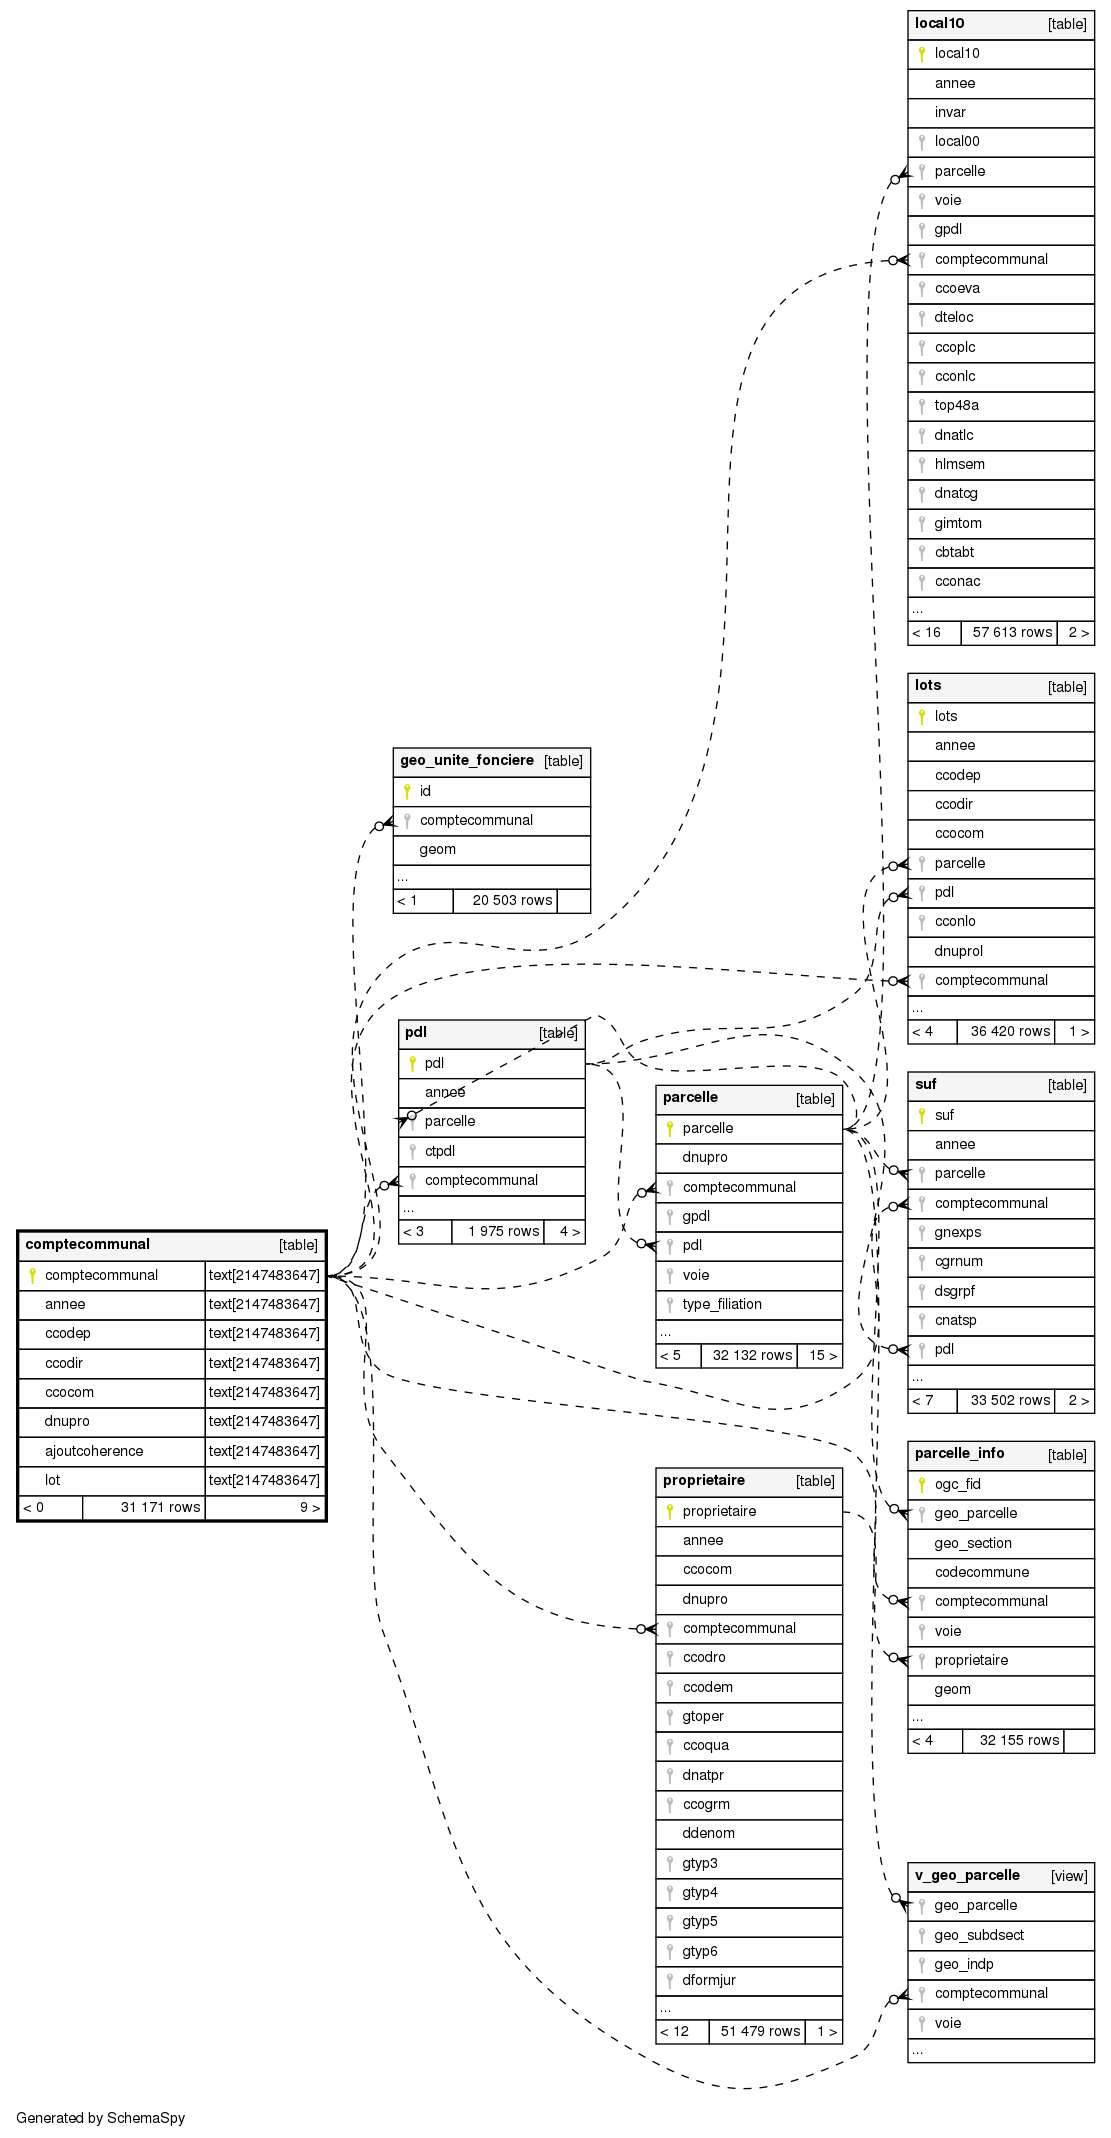 local10 [table]
local10
annee
invar
local00
parcelle
voie
gpdl
comptecommunal
ccoeva
dteloc
ccoplc
cconlc
top48a
dnatlc
hlmsem
dnatcg
gimtom
cbtabt
cconac
...
< 16 57 613 rows 2 >
lots [table]
lots
annee
ccodep
ccodir
ccocom
parcelle
pdl
cconlo
dnuprol
comptecommunal
...
< 4 36 420 rows 1 >
geo_unite_fonciere [table]
id
comptecommunal
geom
...
< 1 20 503 rows
pdl [table]
pdl
annee
parcelle
ctpdl
comptecommunal
...
< 3 1 975 rows 4 >
parcelle [table]
parcelle
dnupro
comptecommunal
gpdl
pdl
voie
type_filiation
...
< 5 32 132 rows 15 >
suf [table]
suf
annee
parcelle
comptecommunal
gnexps
cgrnum
dsgrpf
cnatsp
pdl
...
< 7 33 502 rows 2 >
comptecommunal [table]
comptecommunal text[2147483647]
annee text[2147483647]
ccodep text[2147483647]
ccodir text[2147483647]
ccocom text[2147483647]
dnupro text[2147483647]
ajoutcoherence text[2147483647]
lot text[2147483647]
< 0 31 171 rows 9 >
proprietaire [table]
proprietaire
annee
ccocom
dnupro
comptecommunal
ccodro
ccodem
gtoper
ccoqua
dnatpr
ccogrm
ddenom
gtyp3
gtyp4
gtyp5
gtyp6
dformjur
...
< 12 51 479 rows 1 >
parcelle_info [table]
ogc_fid
geo_parcelle
geo_section
codecommune
comptecommunal
voie
proprietaire
geom
...
< 4 32 155 rows
v_geo_parcelle [view]
geo_parcelle
geo_subdsect
geo_indp
comptecommunal
voie
...
Generated by SchemaSpy